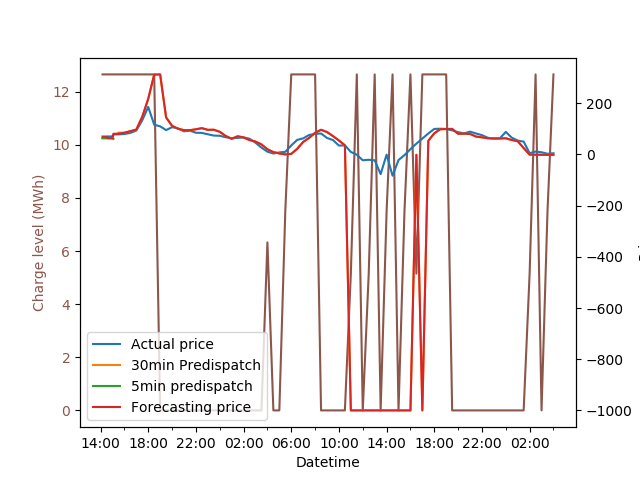 12
10
8
6
4
2
0
Charge level (MWh)
200
0
−200
−400
−600
−800
−1000
Actual price
30min Predispatch
5min predispatch
Forecasting price
14:00 18:00 22:00 02:00 06:00 10:00 14:00 18:00 22:00 02:00
Datetime